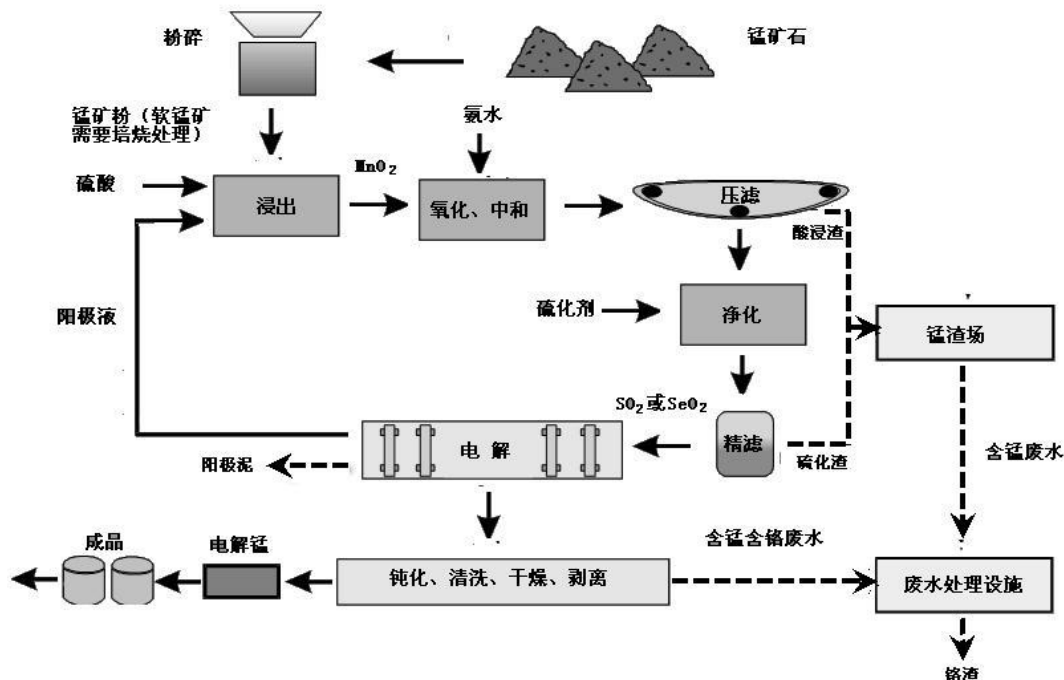 粉碎
锰矿石
锰矿粉（软锰矿
需要培烧处理）
氨水
硫酸
MnO₂
浸出
氧化、中和
压滤
酸浸渣
阳极液
硫化剂
净化
锰渣场
SO₂或SeO₂
电 解
精滤
硫化渣
阳极泥
含锰废水
成品
电解锰
含锰含铬废水
钝化、清洗、干燥、剥离
废水处理设施
铬渣